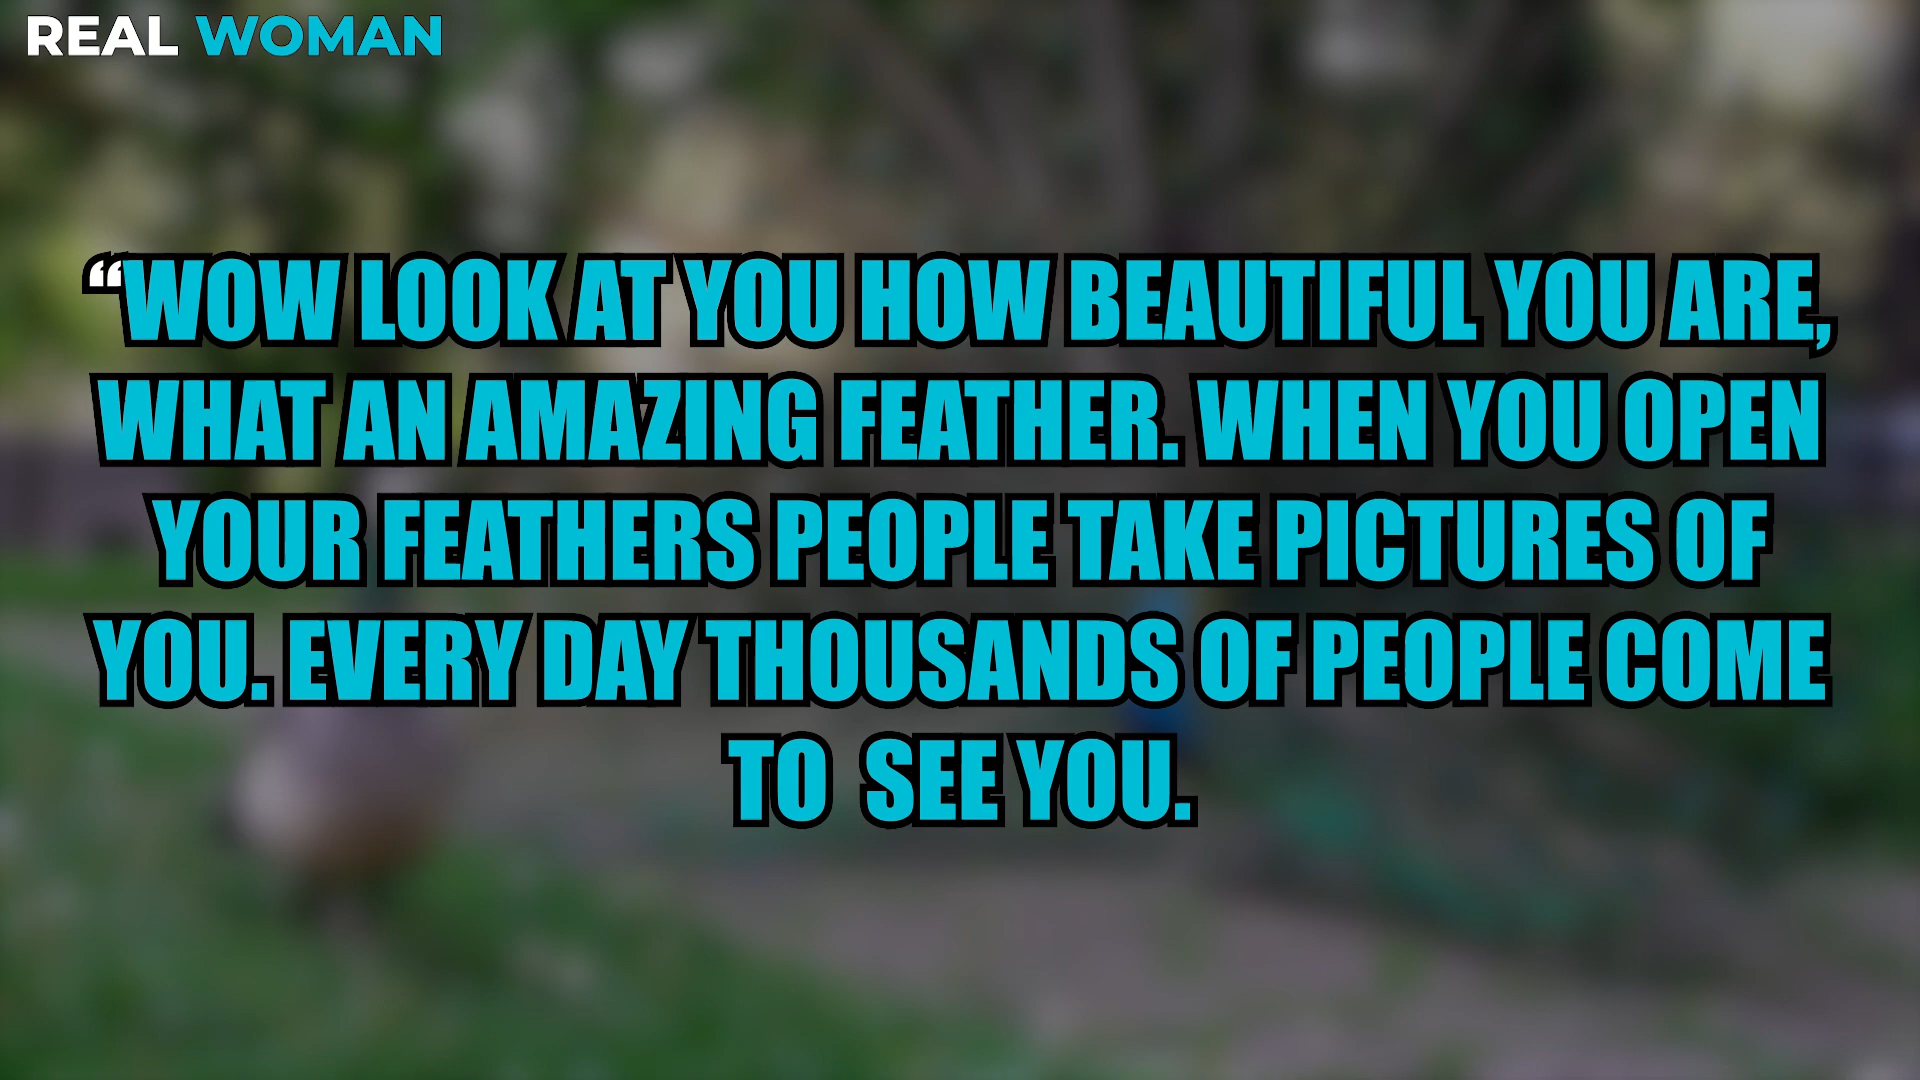 REAL WOMAN
“WOW LOOK AT YOU HOW BEAUTIFUL YOU ARE,
WHAT AN AMAZING FEATHER. WHEN YOU OPEN
YOUR FEATHERS PEOPLE TAKE PICTURES OF
YOU. EVERY DAY THOUSANDS OF PEOPLE COME
TO  SEE YOU.